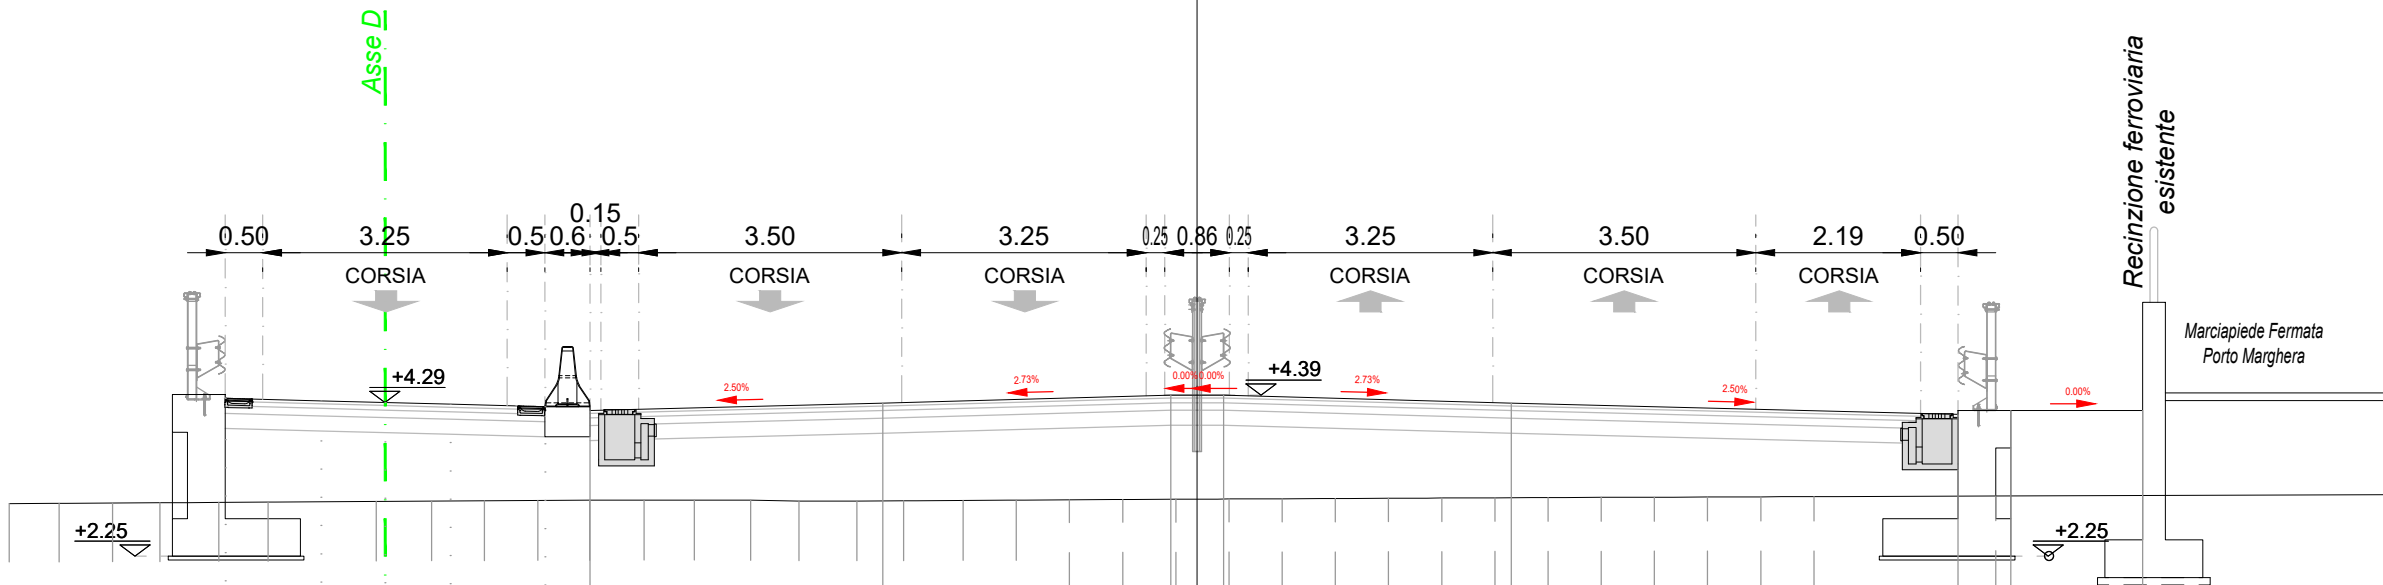 Asse D
Recinzione ferroviaria
esistente
0.15
0.50 3.25 0.5 0.6 0.5 3.50 3.25 0.25 0.86 0.25 3.25 3.50 2.19 0.50
CORSIA CORSIA CORSIA CORSIA CORSIA CORSIA
Marciapiede Fermata
Porto Marghera
+4.29 2.50% 2.73% 0.00% 0.00% +4.39 2.73% 2.50% 0.00%
+2.25 +2.25